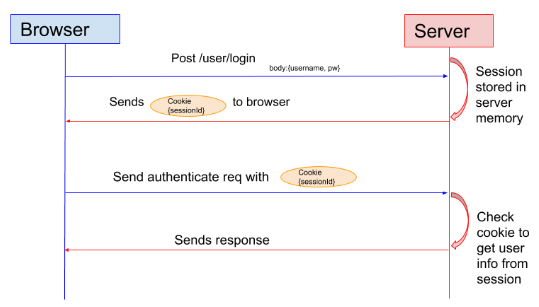 Browser
Server
Post /user/login
body:{username, pw}
Session
stored in
server
memory
Sends Cookie {sessionId} to browser
Send authenticate req with Cookie {sessionId}
Check
cookie to
get user
info from
session
Sends response